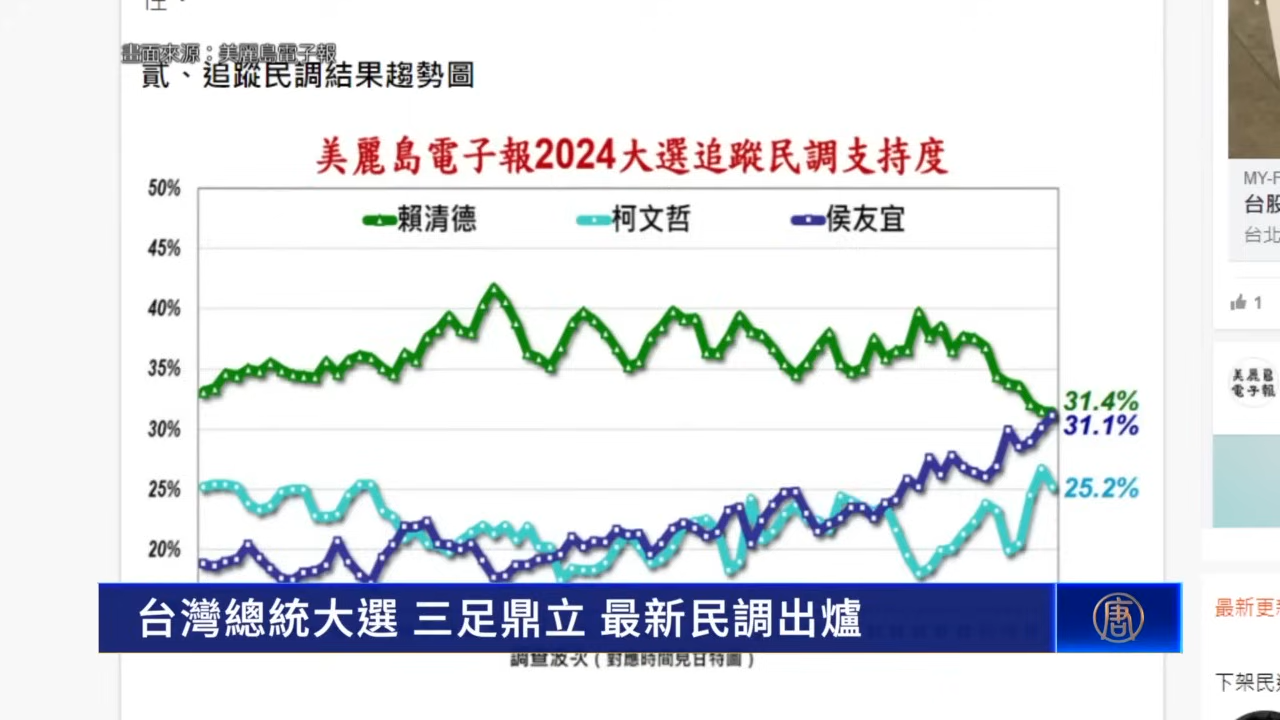 畫面來源：美麗島電子報
貳、追蹤民調結果趨勢圖
美麗島電子報2024大選追蹤民調支持度
賴清德 柯文哲 侯友宜
50%
45%
40%
35%
30%
25%
20%
31.4%
31.1%
25.2%
台灣總統大選 三足鼎立 最新民調出爐
唐
MY-F
台股
台北
1
美麗島
電子報
最新更新
下架民進